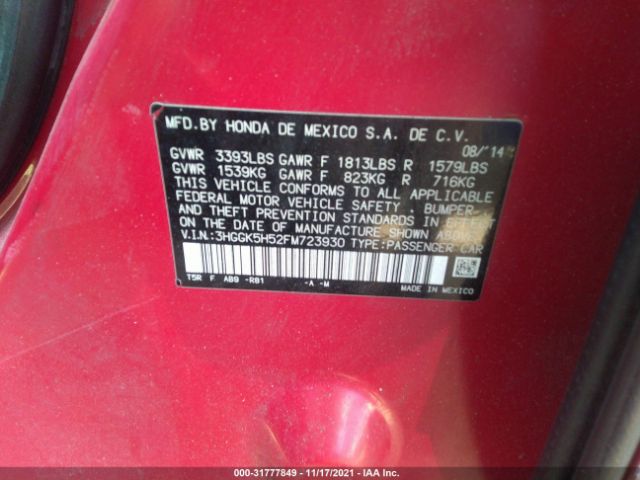 MFD.BY HONDA DE MEXICO S.A. DE C.V.
08/'14
GVWR 3393LBS GAWR F 1813LBS R 1579LBS
GVWR 1539KG GAWR F 823KG R 716KG
THIS VEHICLE CONFORMS TO ALL APPLICABLE
FEDERAL MOTOR VEHICLE SAFETY, BUMPER,
AND THEFT PREVENTION STANDARDS IN EFFECT
ON THE DATE OF MANUFACTURE SHOWN ABOVE.
V.I.N.:3HGGK5H52FM723930 TYPE:PASSENGER CAR
T5R F AB9 -R81 -A -M MADE IN MEXICO
000-31777849 - 11/17/2021 - IAA Inc.